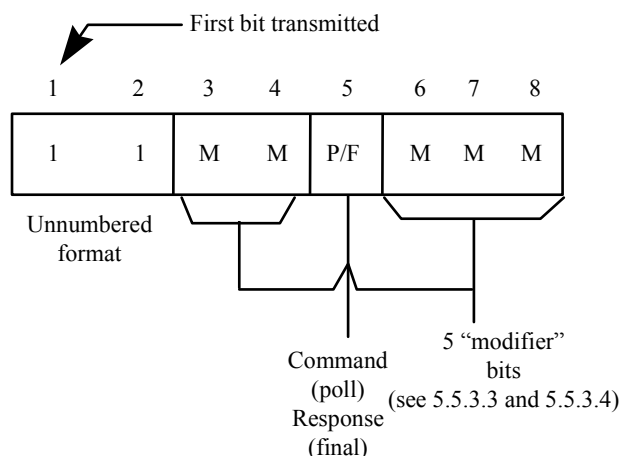 First bit transmitted
1 2 3 4 5 6 7 8
1 1 M M P/F M M M
Unnumbered
format
Command
(poll)
Response
(final)
5 “modifier”
bits
(see 5.5.3.3 and 5.5.3.4)